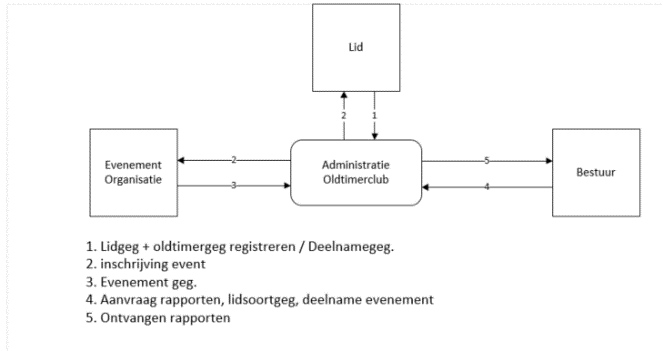 Lid
2
1
Evenement
Organisatie
2
3
Administratie
Oldtimerclub
5
4
Bestuur
1. Lidgeg + oldtimergeg registreren / Deelnamegeg.
2. inschrijving event
3. Evenement geg.
4. Aanvraag rapporten, lidsoortgeg, deelname evenement
5. Ontvangen rapporten